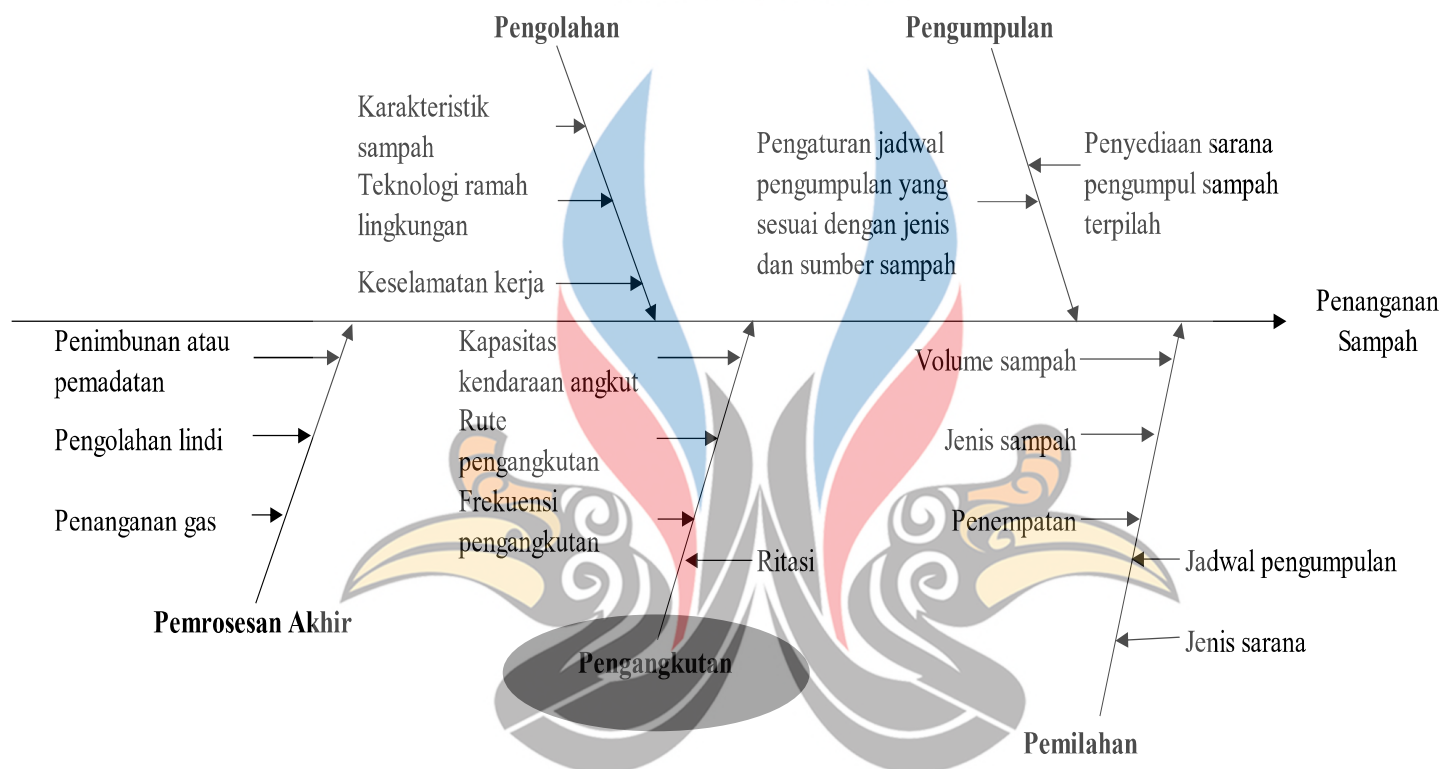 Pengolahan
Pengumpulan
Karakteristik
sampah
Teknologi ramah
lingkungan
Keselamatan kerja
Pengaturan jadwal
pengumpulan yang
sesuai dengan jenis
dan sumber sampah
Penyediaan sarana
pengumpul sampah
terpilah
Penanganan
Sampah
Penimbunan atau
pemadatan
Pengolahan lindi
Penanganan gas
Pemrosesan Akhir
Kapasitas
kendaraan angkut
Rute
pengangkutan
Frekuensi
pengangkutan
Ritasi
Pengangkutan
Volume sampah
Jenis sampah
Penempatan
Jadwal pengumpulan
Jenis sarana
Pemilahan